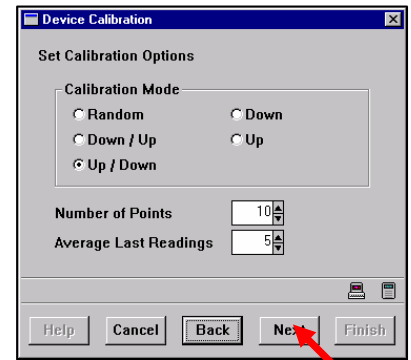 Device Calibration
Set Calibration Options
Calibration Mode
Random Down
Down / Up Up
Up / Down
Number of Points 10
Average Last Readings 5
Help Cancel Back Next Finish